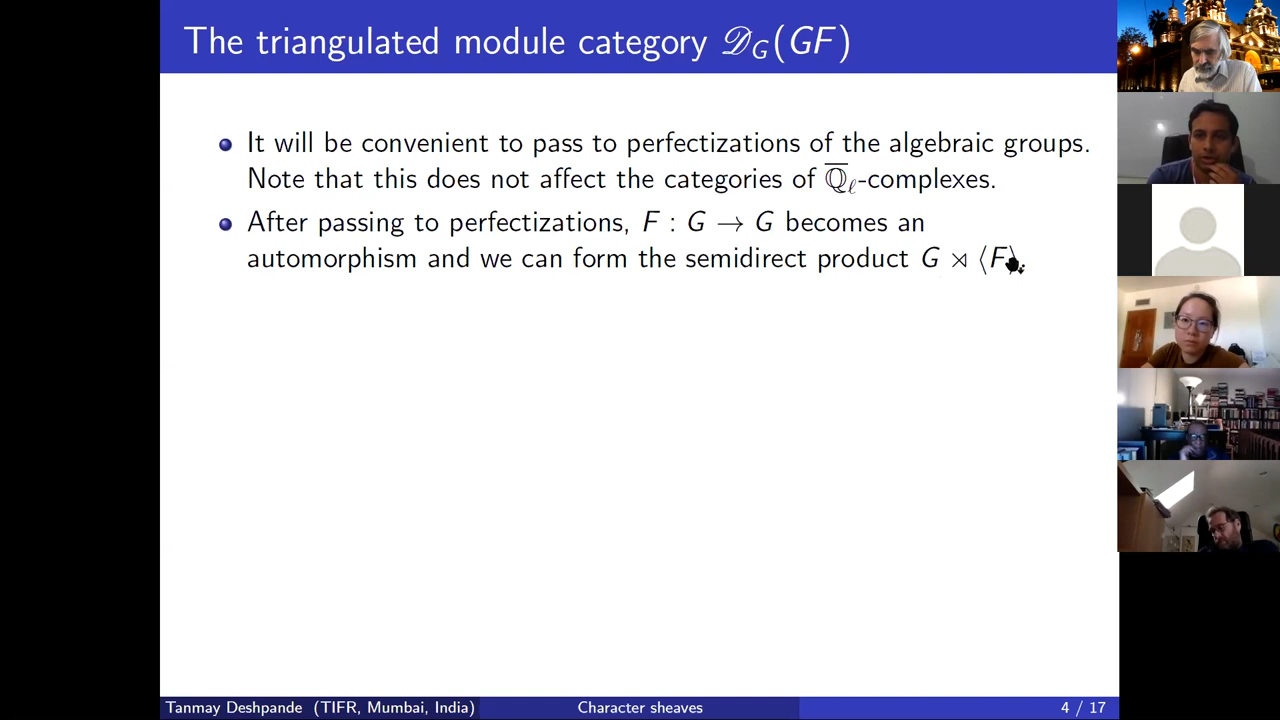 The triangulated module category 𝒟_G(GF)
It will be convenient to pass to perfectizations of the algebraic groups.
Note that this does not affect the categories of ℚ̅_ℓ-complexes.
After passing to perfectizations, F : G → G becomes an
automorphism and we can form the semidirect product G ⋊ ⟨F⟩.
Tanmay Deshpande (TIFR, Mumbai, India) Character sheaves 4 / 17